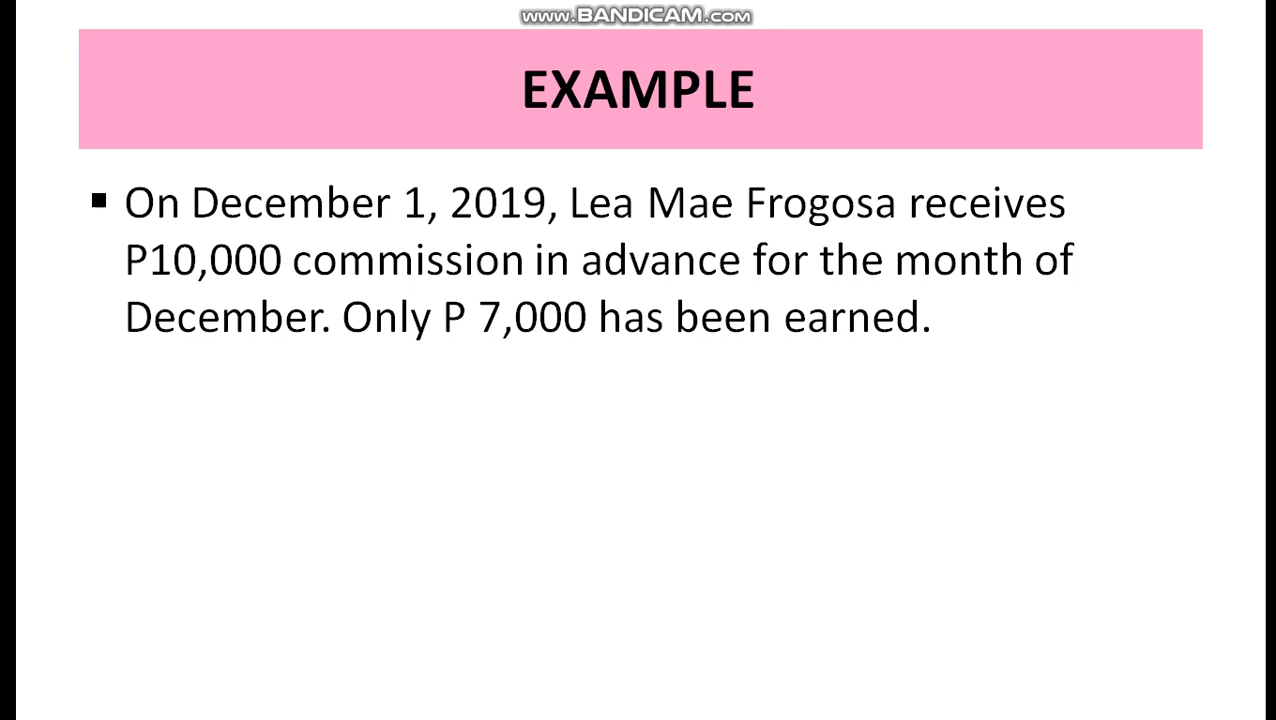 www.BANDICAM.com
EXAMPLE
▪ On December 1, 2019, Lea Mae Frogosa receives
P10,000 commission in advance for the month of
December. Only P 7,000 has been earned.